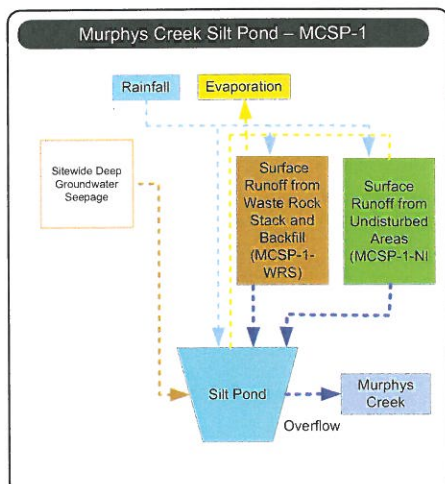 Murphys Creek Silt Pond – MCSP-1
Rainfall
Evaporation
Sitewide Deep
Groundwater
Seepage
Surface
Runoff from
Waste Rock
Stack and
Backfill
(MCSP-1-
WRS)
Surface
Runoff from
Undisturbed
Areas
(MCSP-1-NI
Silt Pond
Murphys
Creek
Overflow